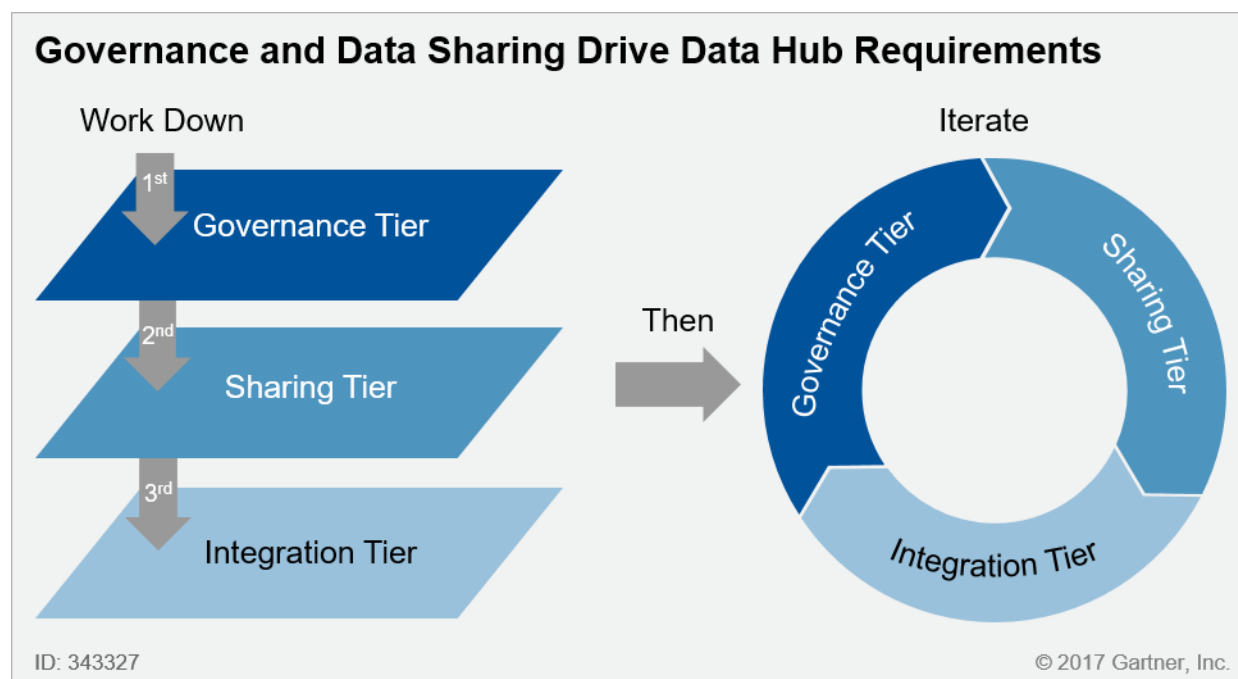 Governance and Data Sharing Drive Data Hub Requirements
Work Down
1st
Governance Tier
2nd
Sharing Tier
3rd
Integration Tier
Then
Iterate
Governance Tier
Sharing Tier
Integration Tier
ID: 343327
© 2017 Gartner, Inc.